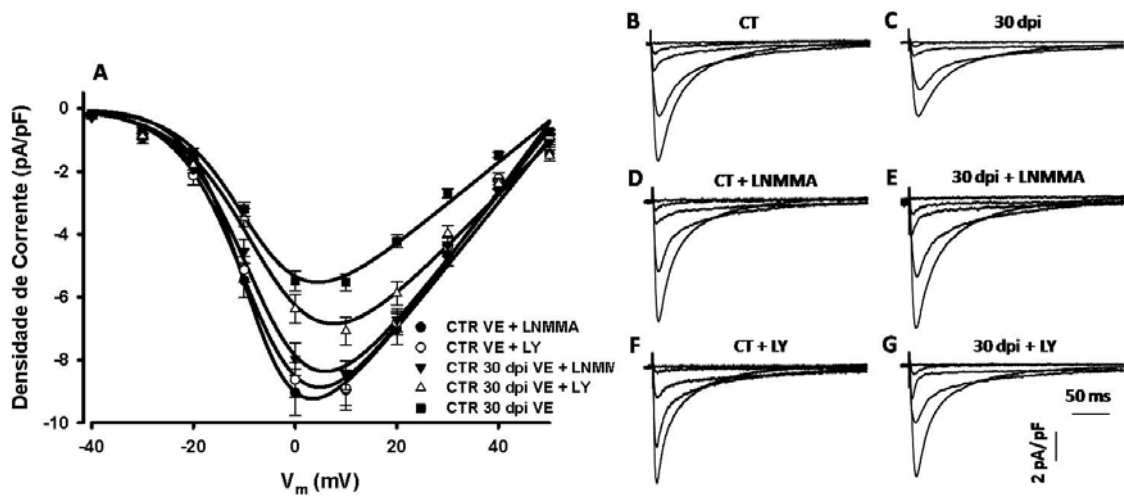 A
Densidade de Corrente (pA/pF)
0
-2
-4
-6
-8
-10
-40
-20
0
20
40
Vm (mV)
CTR VE + LNMMA
CTR VE + LY
CTR 30 dpi VE + LNMM
CTR 30 dpi VE + LY
CTR 30 dpi VE
B
CT
C
30 dpi
D
CT + LNMMA
E
30 dpi + LNMMA
F
CT + LY
G
30 dpi + LY
50 ms
2 pA/pF